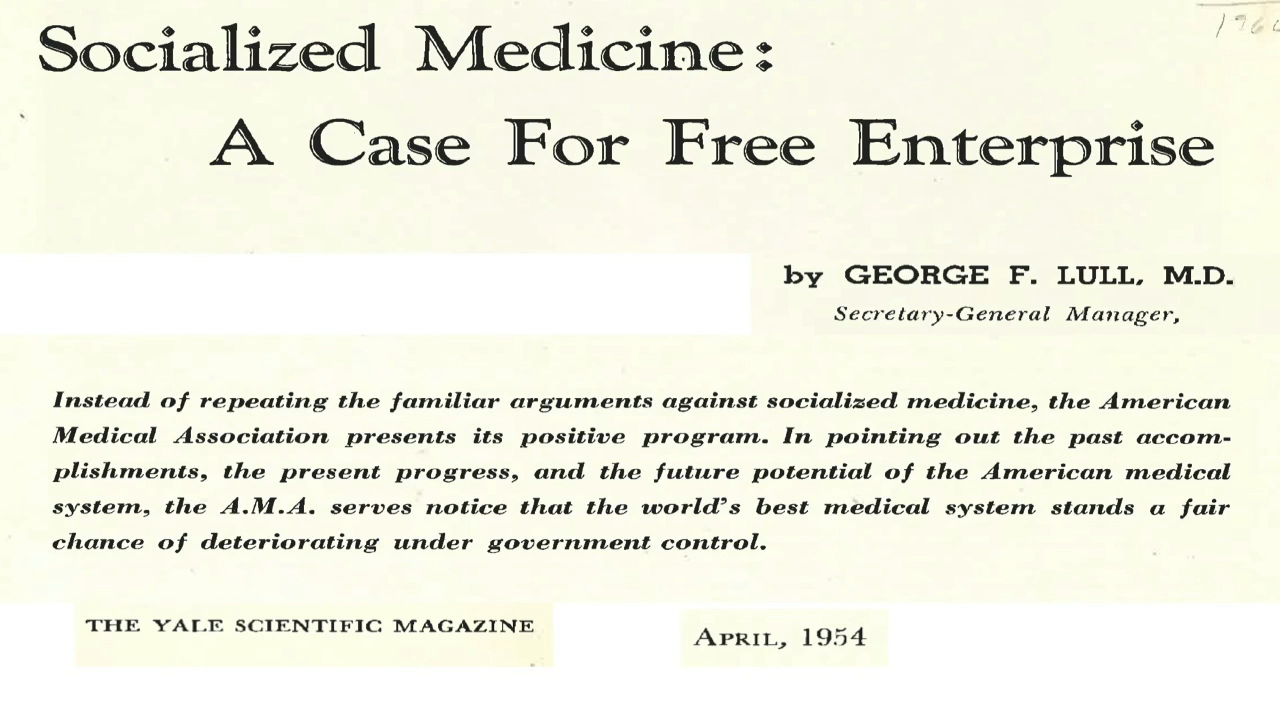 Socialized Medicine:
A Case For Free Enterprise
by GEORGE F. LULL, M.D.
Secretary-General Manager,
Instead of repeating the familiar arguments against socialized medicine, the American
Medical Association presents its positive program. In pointing out the past accom-
plishments, the present progress, and the future potential of the American medical
system, the A.M.A. serves notice that the world's best medical system stands a fair
chance of deteriorating under government control.
THE YALE SCIENTIFIC MAGAZINE
APRIL, 1954